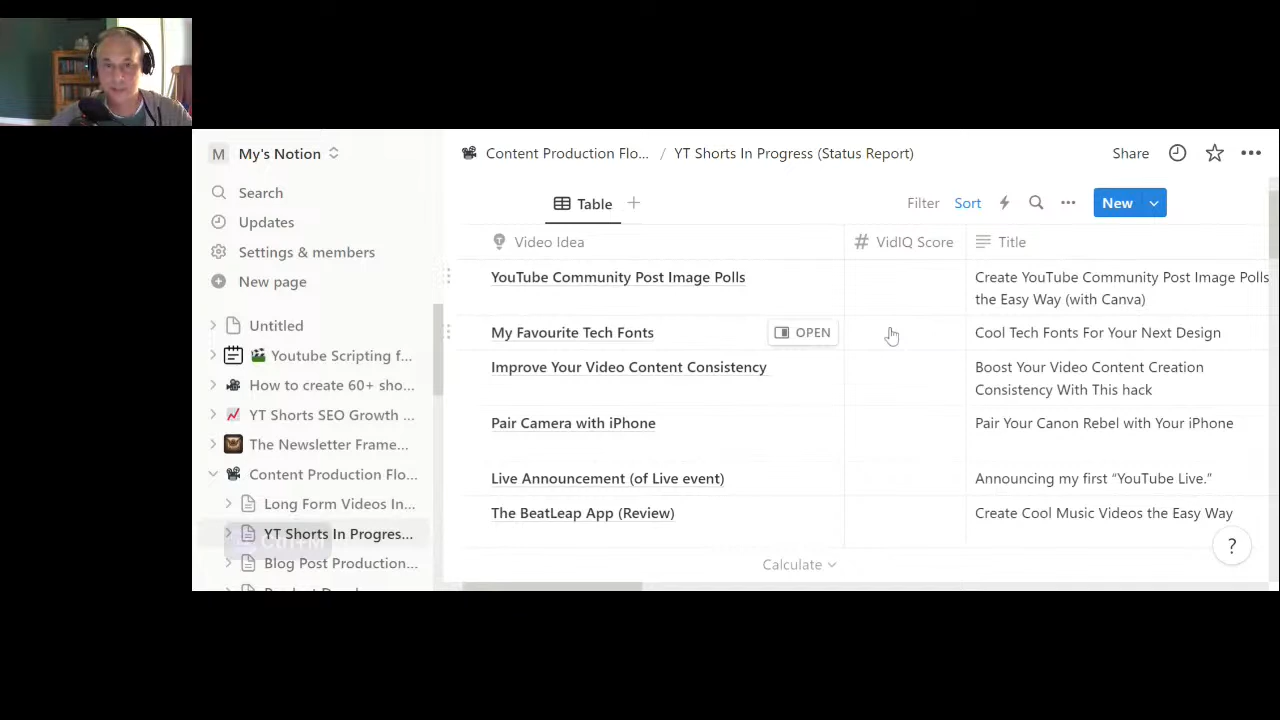 M My's Notion
Search
Updates
Settings & members
New page
Untitled
Youtube Scripting f...
How to create 60+ sho...
YT Shorts SEO Growth ...
The Newsletter Frame...
Content Production Flo...
Long Form Videos In...
YT Shorts In Progres...
Blog Post Production...
Content Production Flo... / YT Shorts In Progress (Status Report)
Share
Table
Filter
Sort
New
Video Idea
VidIQ Score
Title
YouTube Community Post Image Polls
Create YouTube Community Post Image Polls
the Easy Way (with Canva)
My Favourite Tech Fonts
OPEN
Cool Tech Fonts For Your Next Design
Improve Your Video Content Consistency
Boost Your Video Content Creation
Consistency With This hack
Pair Camera with iPhone
Pair Your Canon Rebel with Your iPhone
Live Announcement (of Live event)
Announcing my first “YouTube Live.”
The BeatLeap App (Review)
Create Cool Music Videos the Easy Way
Calculate
?